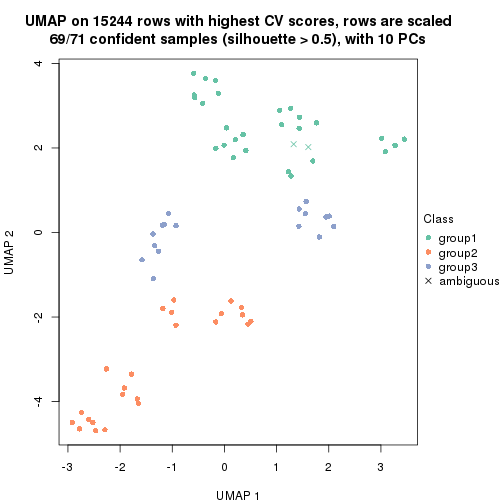 UMAP on 15244 rows with highest CV scores, rows are scaled
69/71 confident samples (silhouette > 0.5), with 10 PCs
4
2
0
-2
-4
UMAP 2
-3
-2
-1
0
1
2
3
UMAP 1
Class
group1
group2
group3
ambiguous